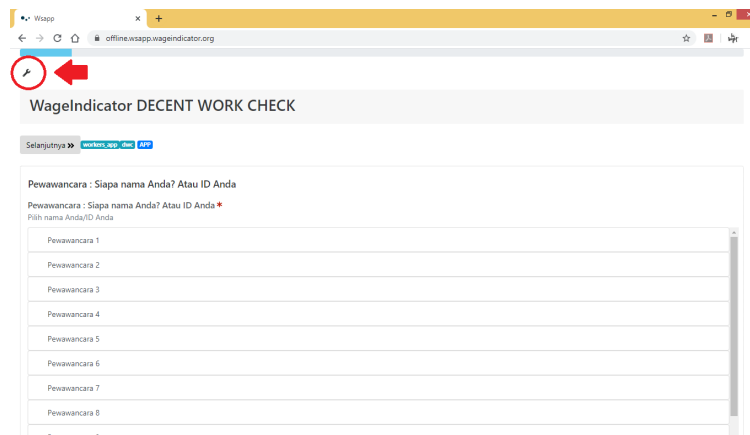 Wsapp
offline.wsapp.wageindicator.org
WageIndicator DECENT WORK CHECK
Selanjutnya » workers_app_dwc APP
Pewawancara : Siapa nama Anda? Atau ID Anda
Pewawancara : Siapa nama Anda? Atau ID Anda *
Pilih nama Anda/ID Anda
Pewawancara 1
Pewawancara 2
Pewawancara 3
Pewawancara 4
Pewawancara 5
Pewawancara 6
Pewawancara 7
Pewawancara 8